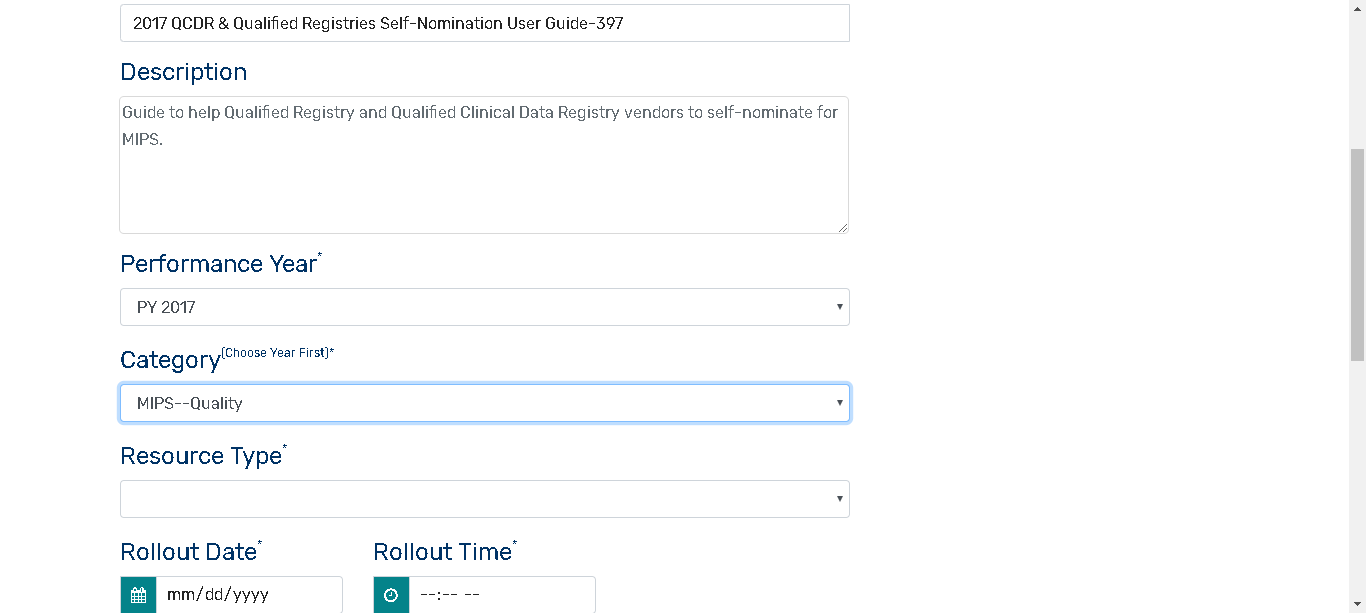 2017 QCDR & Qualified Registries Self-Nomination User Guide-397
Description
Guide to help Qualified Registry and Qualified Clinical Data Registry vendors to self-nominate for
MIPS.
Performance Year*
PY 2017
Category(Choose Year First)*
MIPS--Quality
Resource Type*
Rollout Date* Rollout Time*
mm/dd/yyyy --:-- --